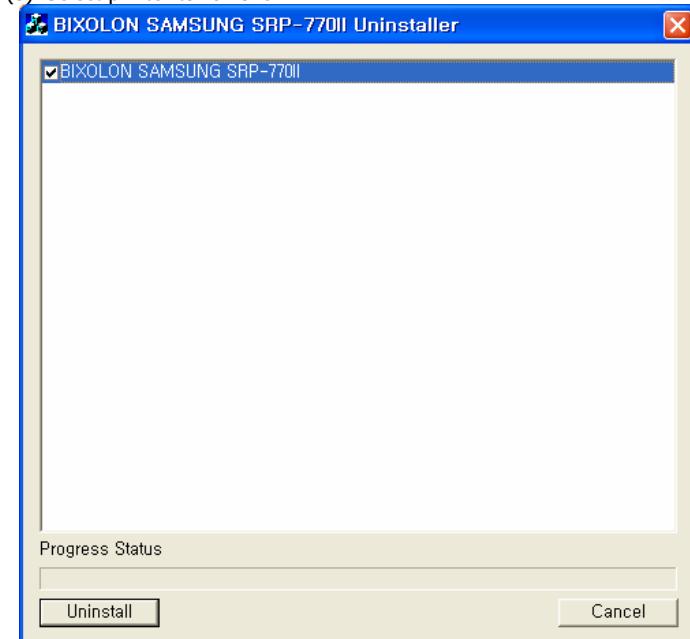 BIXOLON SAMSUNG SRP-770II Uninstaller
BIXOLON SAMSUNG SRP-770II
Progress Status
Uninstall
Cancel